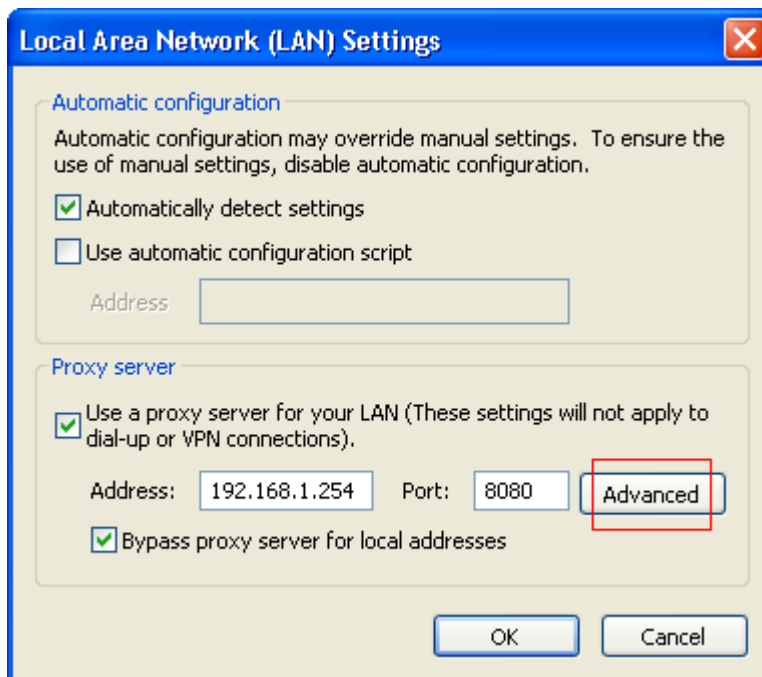 Local Area Network (LAN) Settings
Automatic configuration
Automatic configuration may override manual settings.  To ensure the
use of manual settings, disable automatic configuration.
Automatically detect settings
Use automatic configuration script
Address
Proxy server
Use a proxy server for your LAN (These settings will not apply to
dial-up or VPN connections).
Address: 192.168.1.254 Port: 8080 Advanced
Bypass proxy server for local addresses
OK Cancel